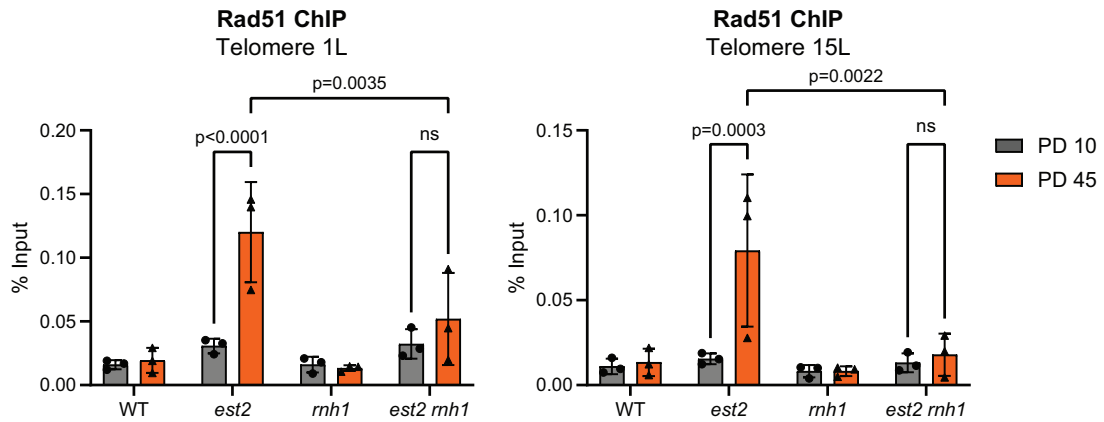 Rad51 ChIP
Telomere 1L
p=0.0035
p<0.0001
ns
0.20
0.15
0.10
0.05
0.00
% Input
WT
est2
rnh1
est2 rnh1
Rad51 ChIP
Telomere 15L
p=0.0022
p=0.0003
ns
0.15
0.10
0.05
0.00
% Input
WT
est2
rnh1
est2 rnh1
PD 10
PD 45